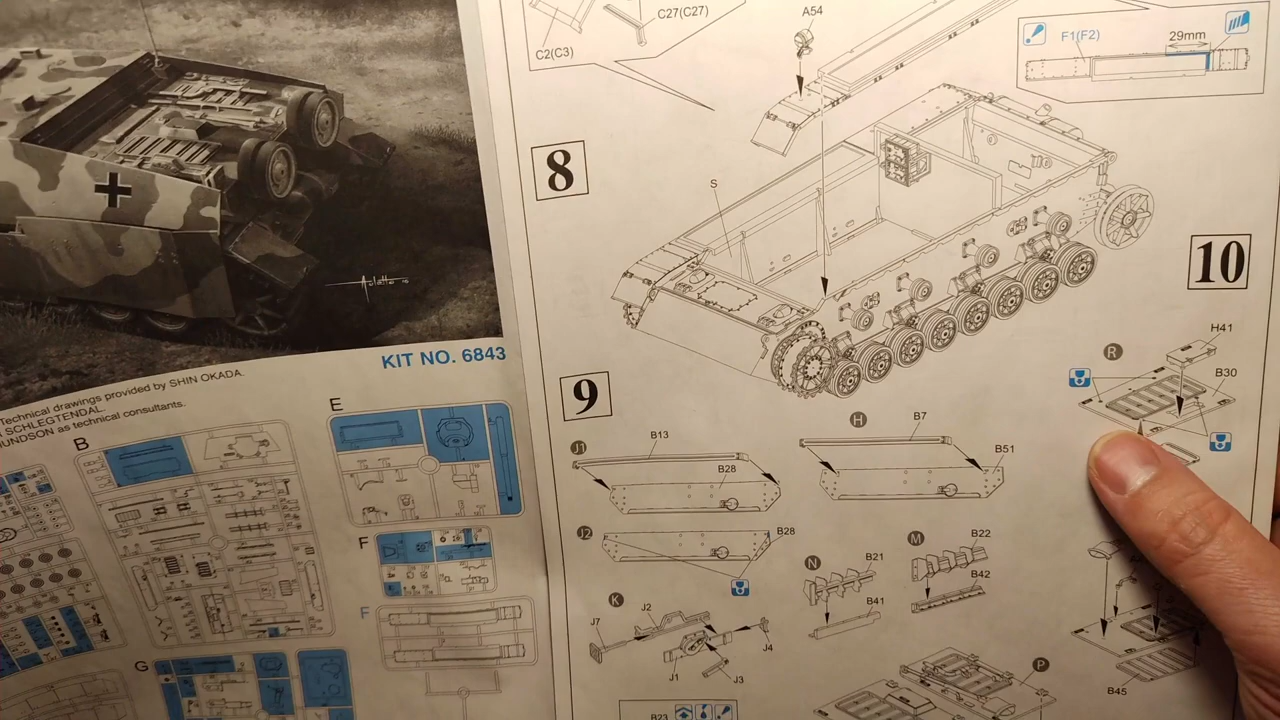 KIT NO. 6843
Technical drawings provided by SHIN OKADA.
SCHLEGTENDAL.
as technical consultants.
B
E
F
F
G
C2(C3)
C27(C27)
A54
F1(F2)
29mm
8
S
10
R
H41
B30
9
J1
B13
B28
H
B7
B51
J2
B28
K
J7
J2
J1
J3
J4
N
B21
B41
M
B22
B42
P
B45
B23